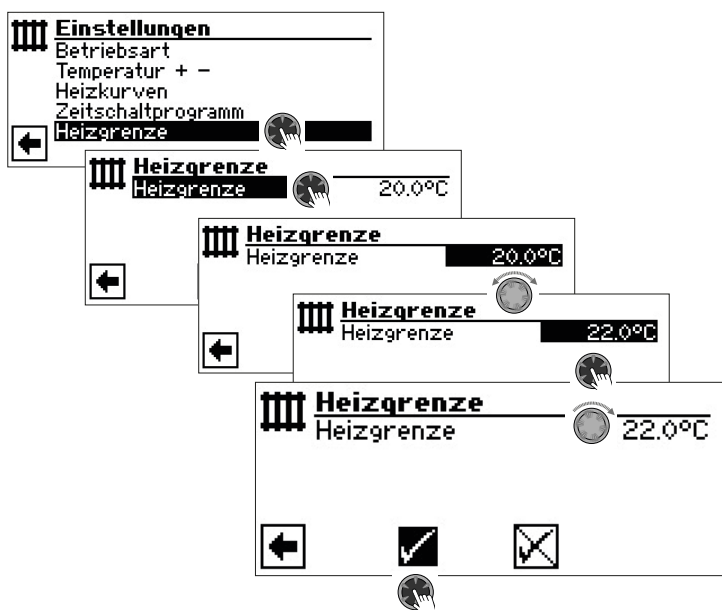 Einstellungen
Betriebsart
Temperatur + -
Heizkurven
Zeitschaltprogramm
Heizgrenze
Heizgrenze
Heizgrenze 20.0°C
Heizgrenze
Heizgrenze 20.0°C
Heizgrenze
Heizgrenze 22.0°C
Heizgrenze
Heizgrenze 22.0°C